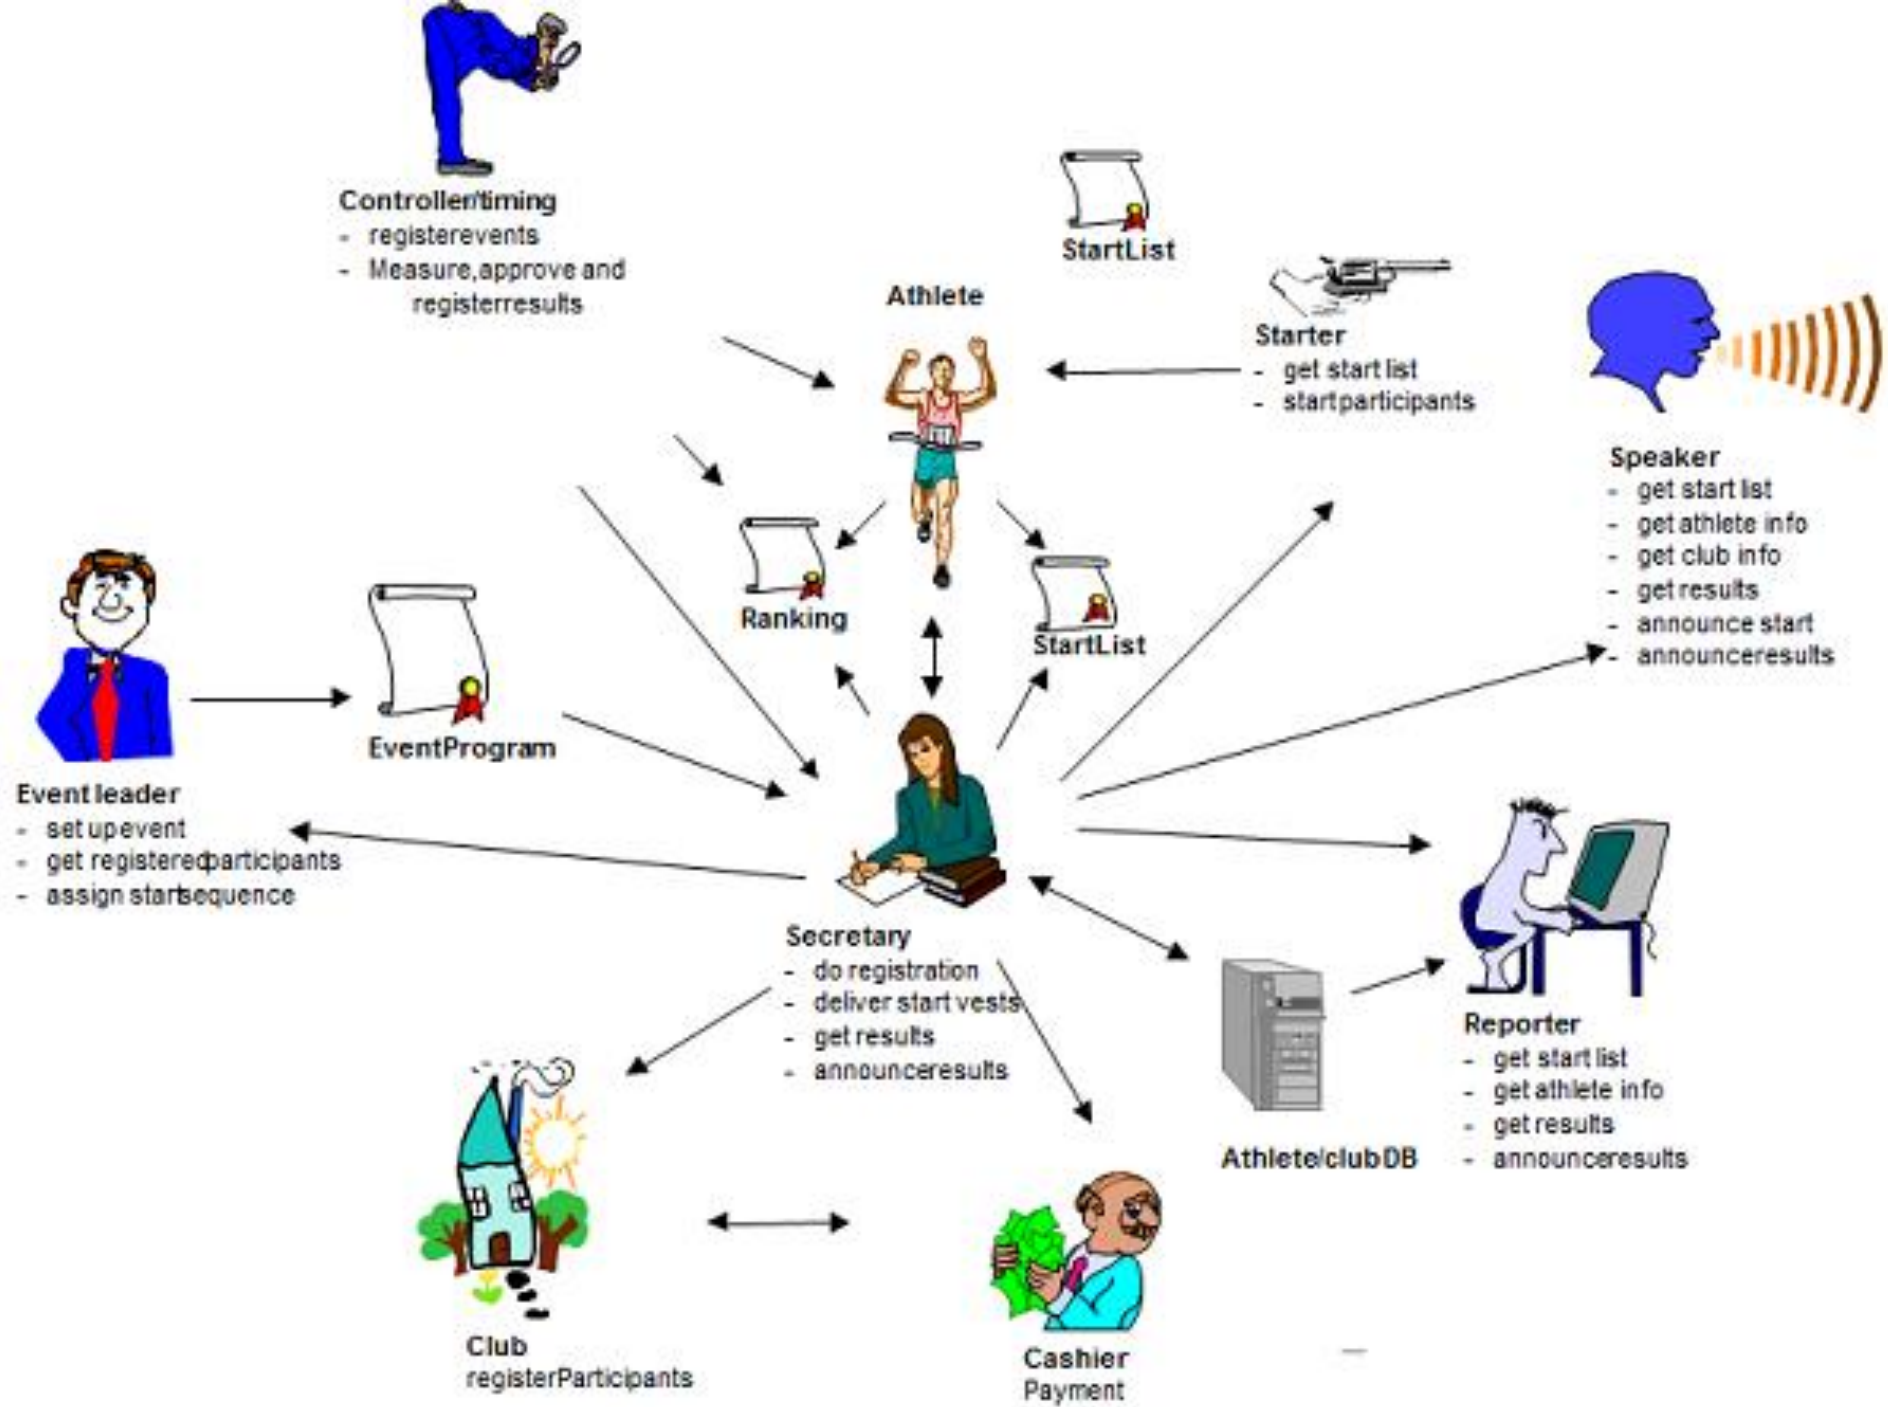 Controller/timing
- registerevents
- Measure,approve and
registerresults
StartList
Athlete
Starter
- get start list
- startparticipants
Speaker
- get start list
- get athlete info
- get club info
- get results
- announce start
- announceresults
Ranking
StartList
EventProgram
Event leader
- set upevent
- get registeredparticipants
- assign startsequence
Secretary
- do registration
- deliver start vests
- get results
- announceresults
Reporter
- get start list
- get athlete info
- get results
- announceresults
Athlete/clubDB
Club
registerParticipants
Cashier
Payment